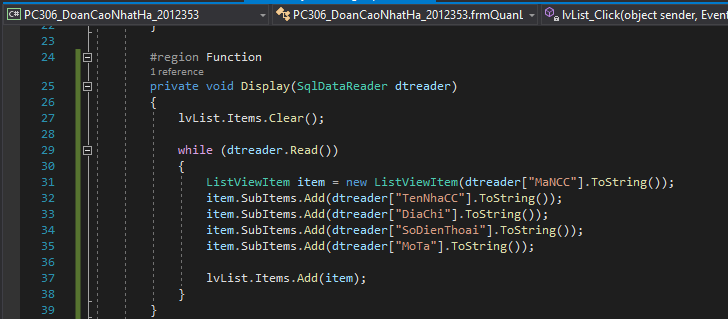 PC306_DoanCaoNhatHa_2012353
PC306_DoanCaoNhatHa_2012353.frmQuanL
lvList_Click(object sender, Event
22 }
23
24 #region Function
1 reference
25 private void Display(SqlDataReader dtreader)
26 {
27 lvList.Items.Clear();
28
29 while (dtreader.Read())
30 {
31 ListViewItem item = new ListViewItem(dtreader["MaNCC"].ToString());
32 item.SubItems.Add(dtreader["TenNhaCC"].ToString());
33 item.SubItems.Add(dtreader["DiaChi"].ToString());
34 item.SubItems.Add(dtreader["SoDienThoai"].ToString());
35 item.SubItems.Add(dtreader["MoTa"].ToString());
36
37 lvList.Items.Add(item);
38 }
39 }